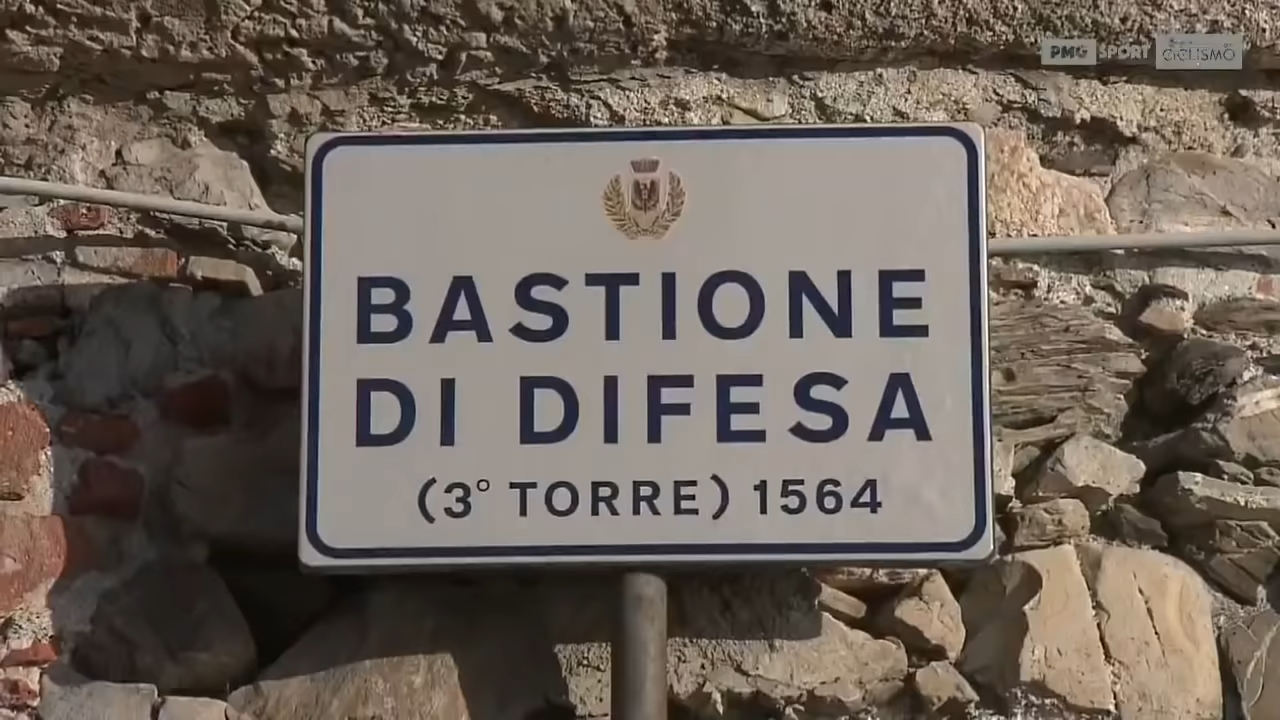 PMG SPORT CICLISMO
BASTIONE
DI DIFESA
(3° TORRE) 1564